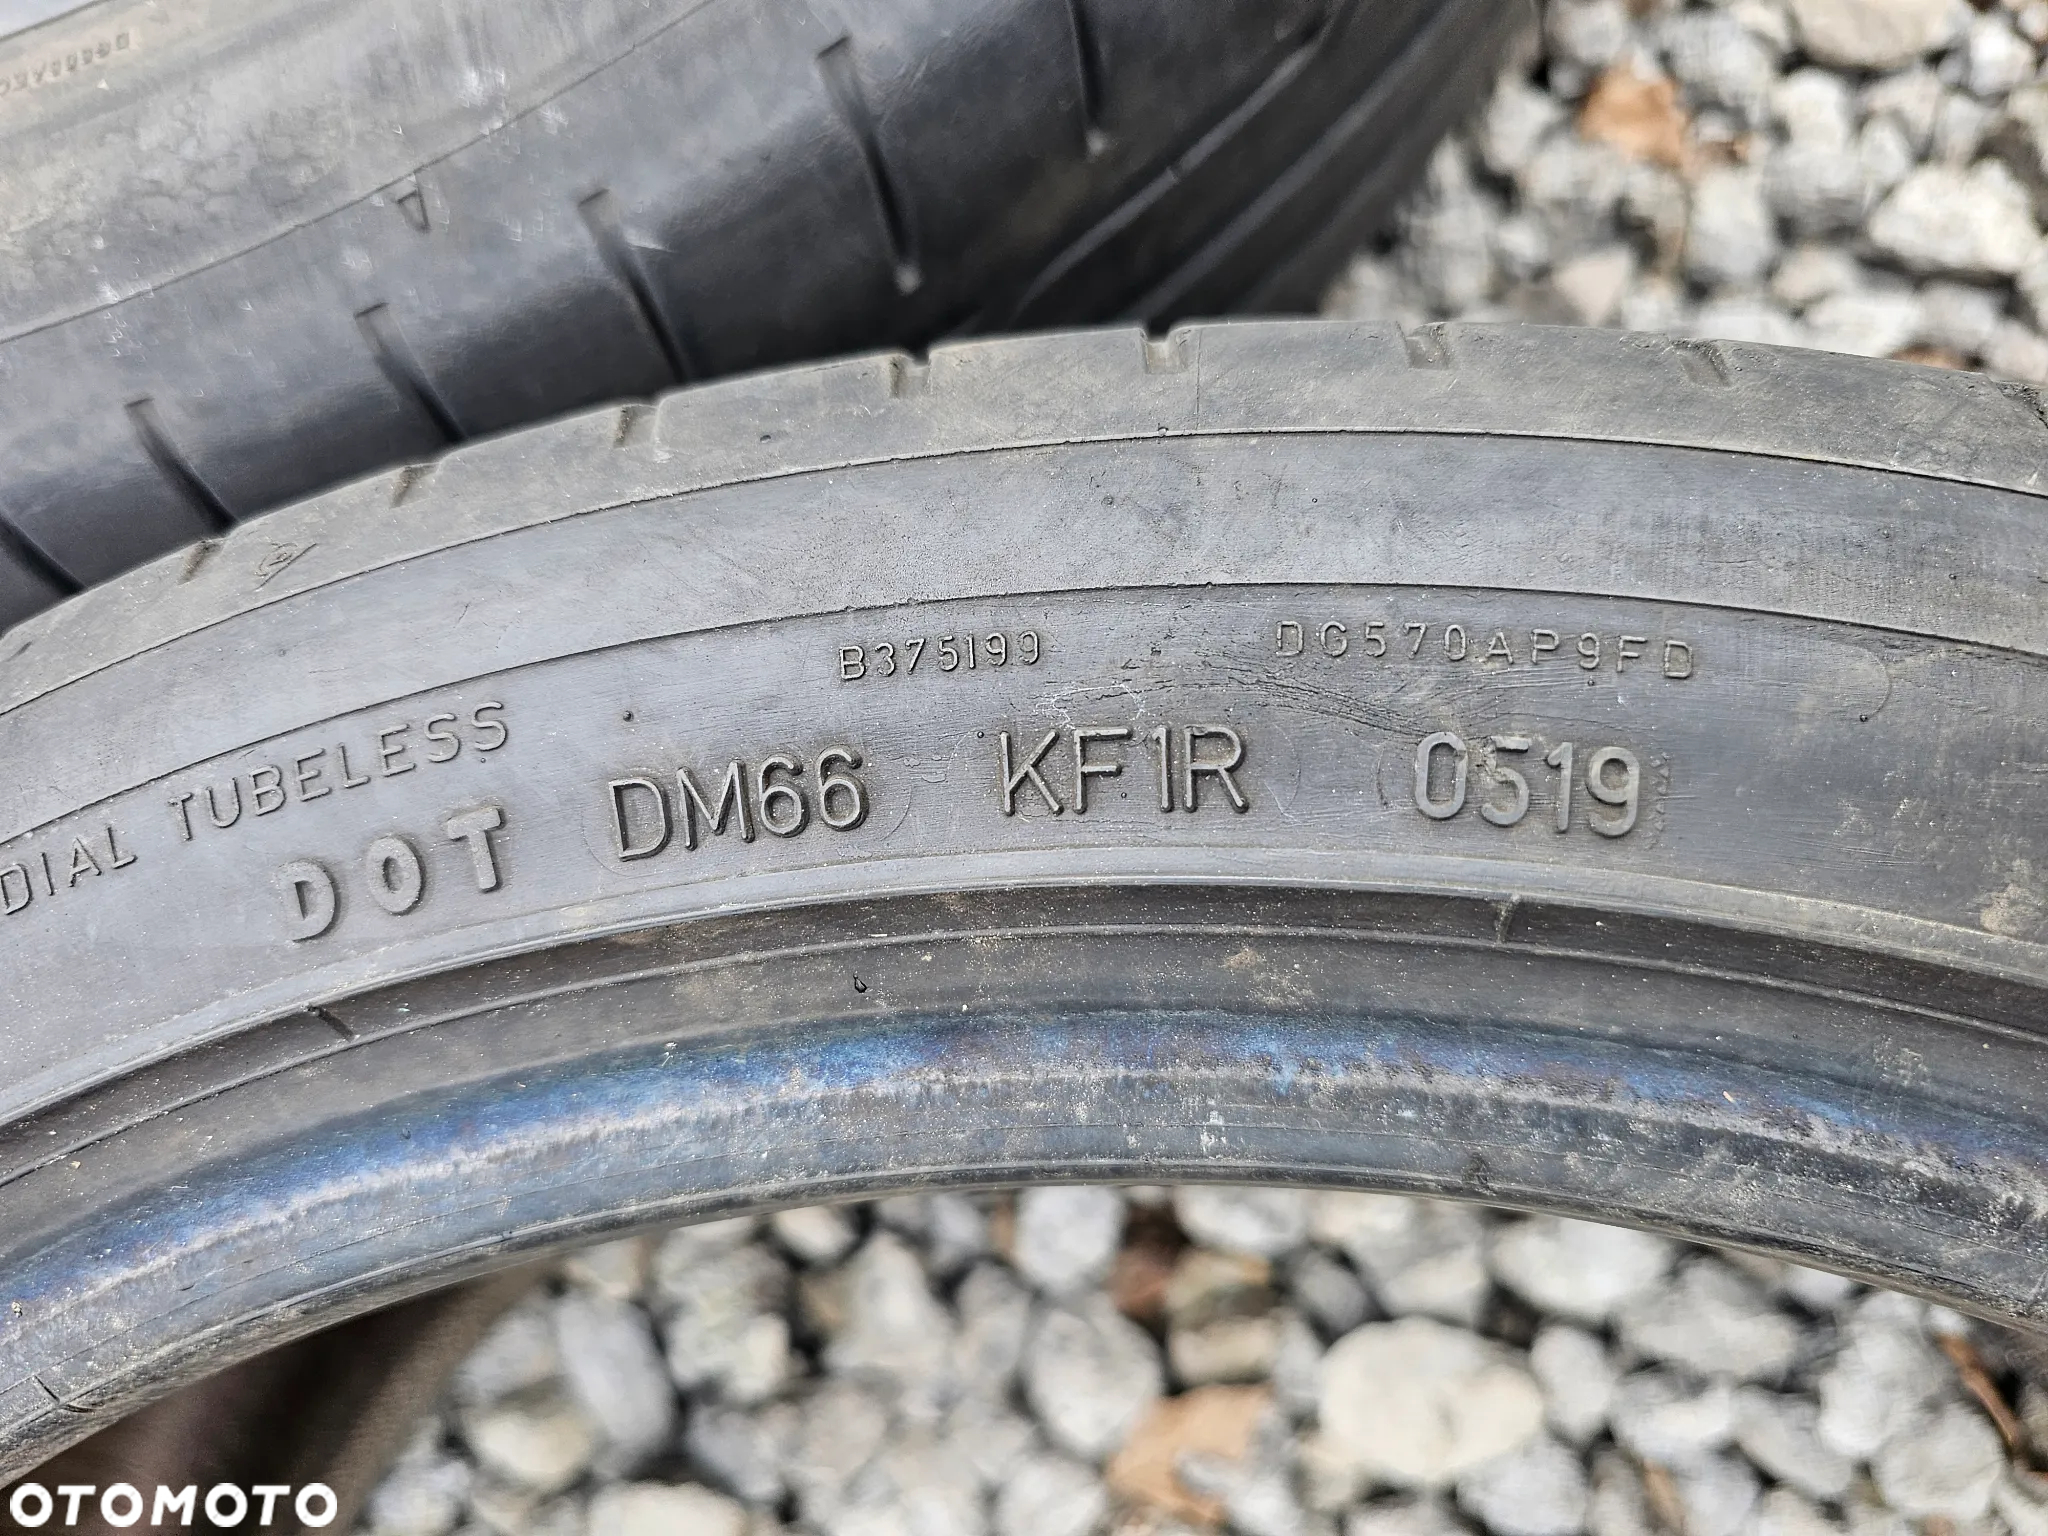 B375199 DG570AP9FD
DIAL TUBELESS
DOT DM66 KF1R 0519
OTOMOTO